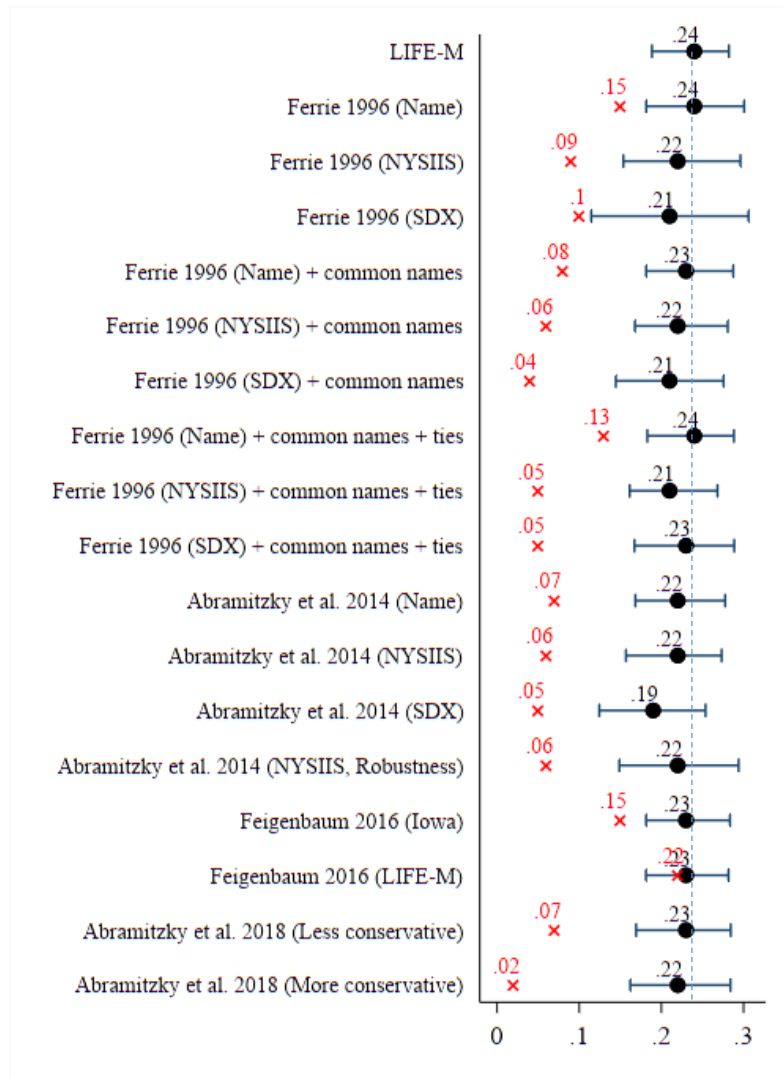 LIFE-M .24
Ferrie 1996 (Name) .15 .24
Ferrie 1996 (NYSIIS) .09 .22
Ferrie 1996 (SDX) .1 .21
Ferrie 1996 (Name) + common names .08 .23
Ferrie 1996 (NYSIIS) + common names .06 .22
Ferrie 1996 (SDX) + common names .04 .21
Ferrie 1996 (Name) + common names + ties .13 .24
Ferrie 1996 (NYSIIS) + common names + ties .05 .21
Ferrie 1996 (SDX) + common names + ties .05 .23
Abramitzky et al. 2014 (Name) .07 .22
Abramitzky et al. 2014 (NYSIIS) .06 .22
Abramitzky et al. 2014 (SDX) .05 .19
Abramitzky et al. 2014 (NYSIIS, Robustness) .06 .22
Feigenbaum 2016 (Iowa) .15 .23
Feigenbaum 2016 (LIFE-M) .22 .23
Abramitzky et al. 2018 (Less conservative) .07 .23
Abramitzky et al. 2018 (More conservative) .02 .22
0 .1 .2 .3